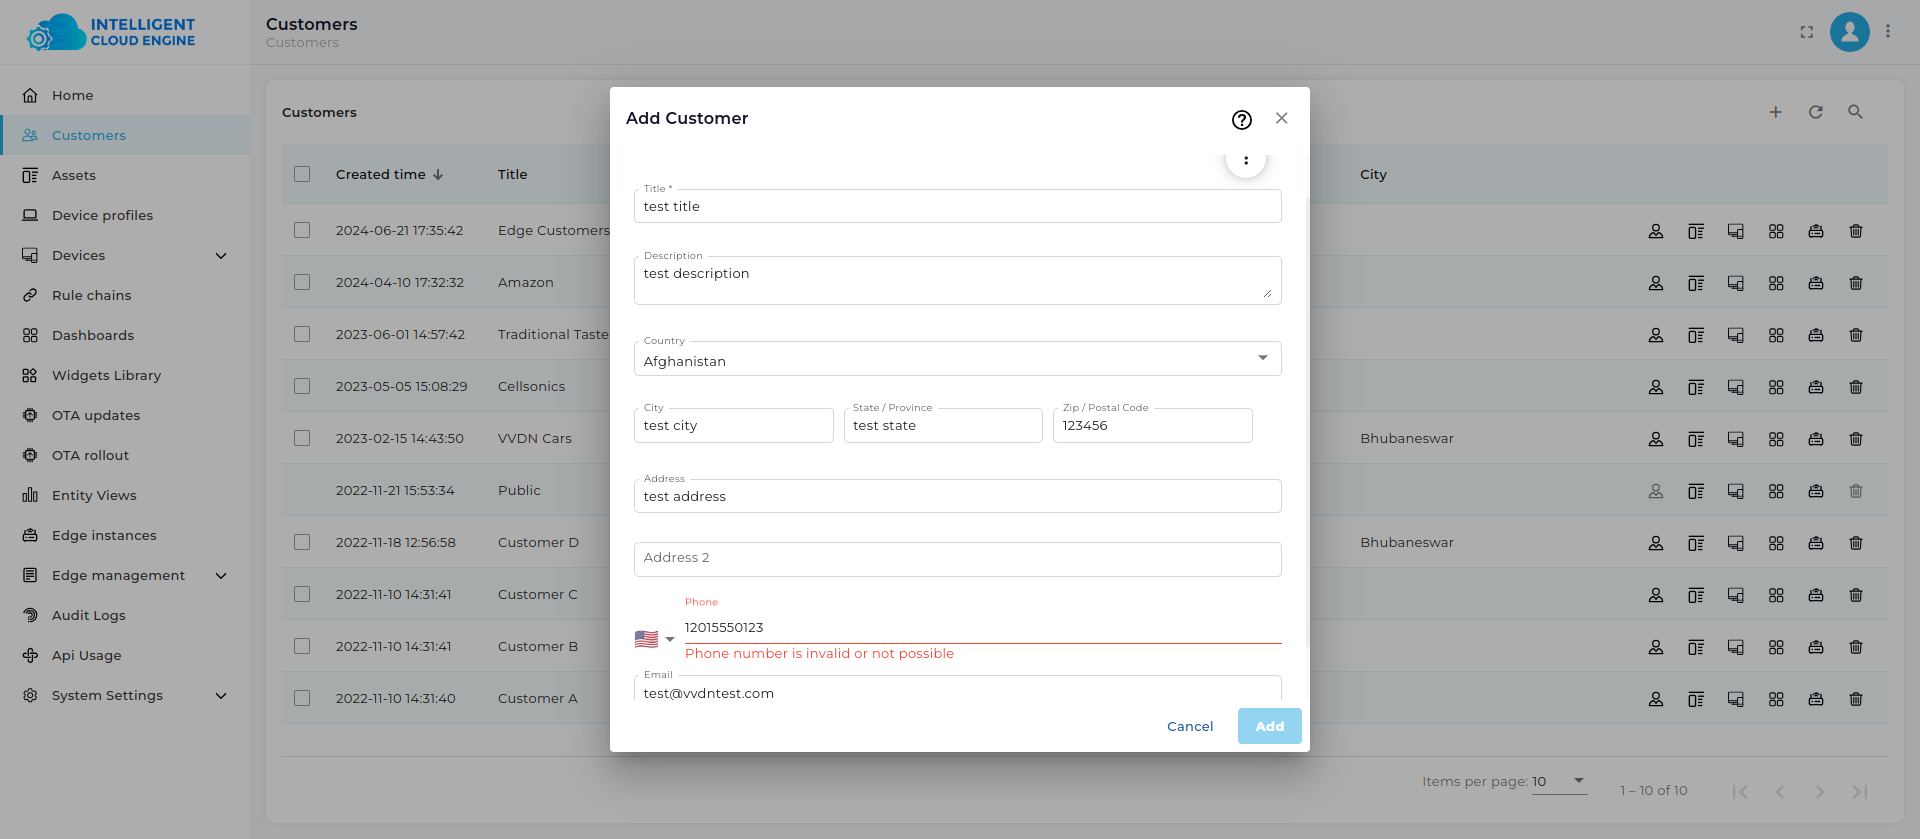 INTELLIGENT
CLOUD ENGINE
Customers
Customers
Home
Customers
Assets
Device profiles
Devices
Rule chains
Dashboards
Widgets Library
OTA updates
OTA rollout
Entity Views
Edge instances
Edge management
Audit Logs
Api Usage
System Settings
Customers
Created time Title City
2024-06-21 17:35:42 Edge Customers
2024-04-10 17:32:32 Amazon
2023-06-01 14:57:42 Traditional Taste
2023-05-05 15:08:29 Cellsonics
2023-02-15 14:43:50 VVDN Cars Bhubaneswar
2022-11-21 15:53:34 Public
2022-11-18 12:56:58 Customer D Bhubaneswar
2022-11-10 14:31:41 Customer C
2022-11-10 14:31:41 Customer B
2022-11-10 14:31:40 Customer A
Items per page: 10 1 – 10 of 10
Add Customer
Title *
test title
Description
test description
Country
Afghanistan
City State / Province Zip / Postal Code
test city test state 123456
Address
test address
Address 2
Phone
12015550123
Phone number is invalid or not possible
Email
test@vvdntest.com
Cancel Add